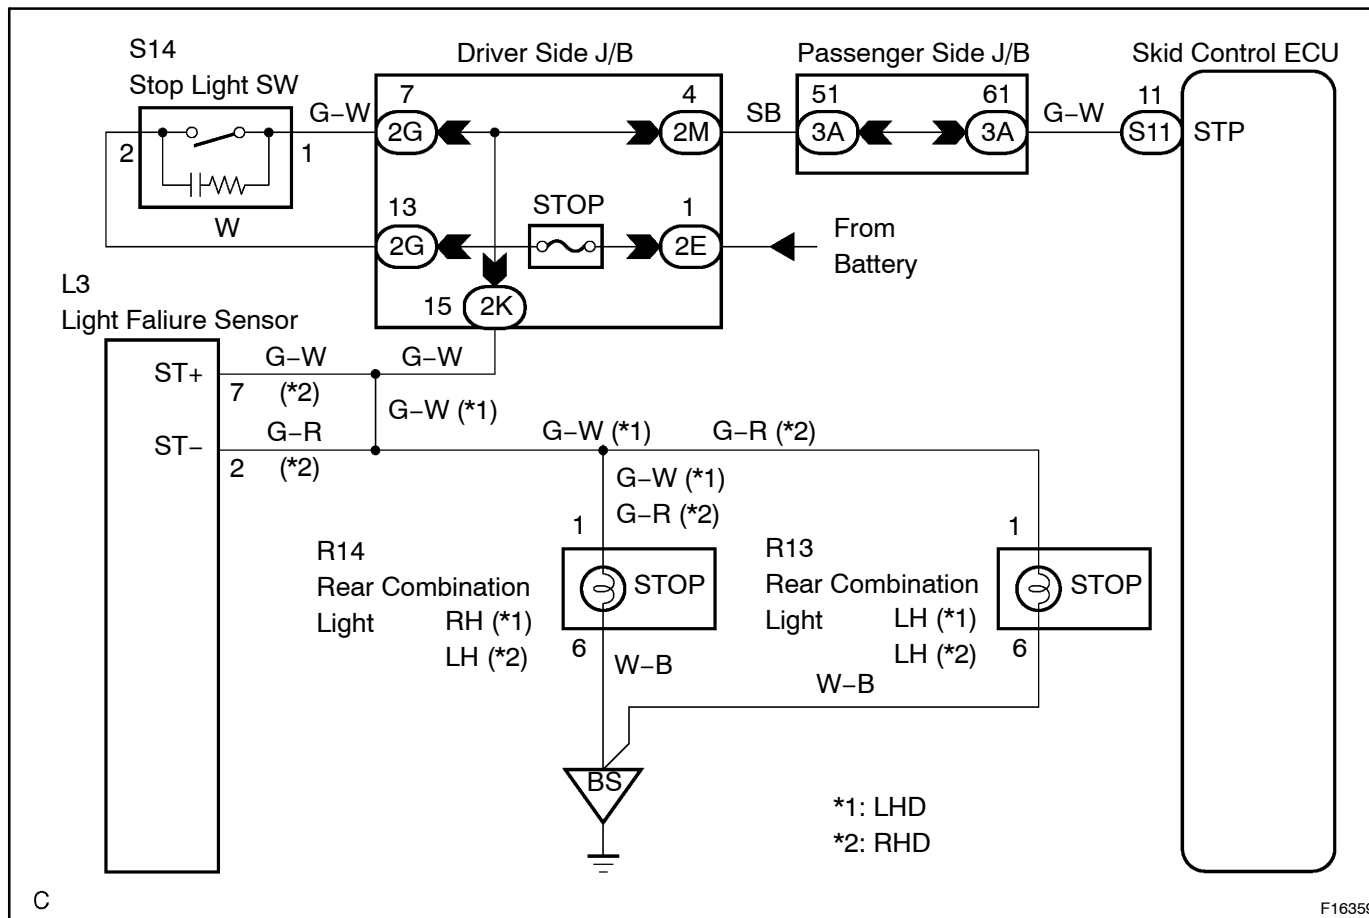 S14
Stop Light SW
Driver Side J/B
Passenger Side J/B
Skid Control ECU
2
1
G–W
7
2G
4
2M
SB
51
3A
61
3A
G–W
11
S11
STP
W
13
2G
STOP
1
2E
From
Battery
15
2K
L3
Light Faliure Sensor
ST+
7
G–W
(*2)
G–W
G–W (*1)
ST–
2
G–R
(*2)
G–W (*1)
G–R (*2)
G–W (*1)
G–R (*2)
1
R14
Rear Combination
Light
RH (*1)
LH (*2)
STOP
6
W–B
1
R13
Rear Combination
Light
LH (*1)
LH (*2)
STOP
6
W–B
BS
*1: LHD
*2: RHD
C
F16359